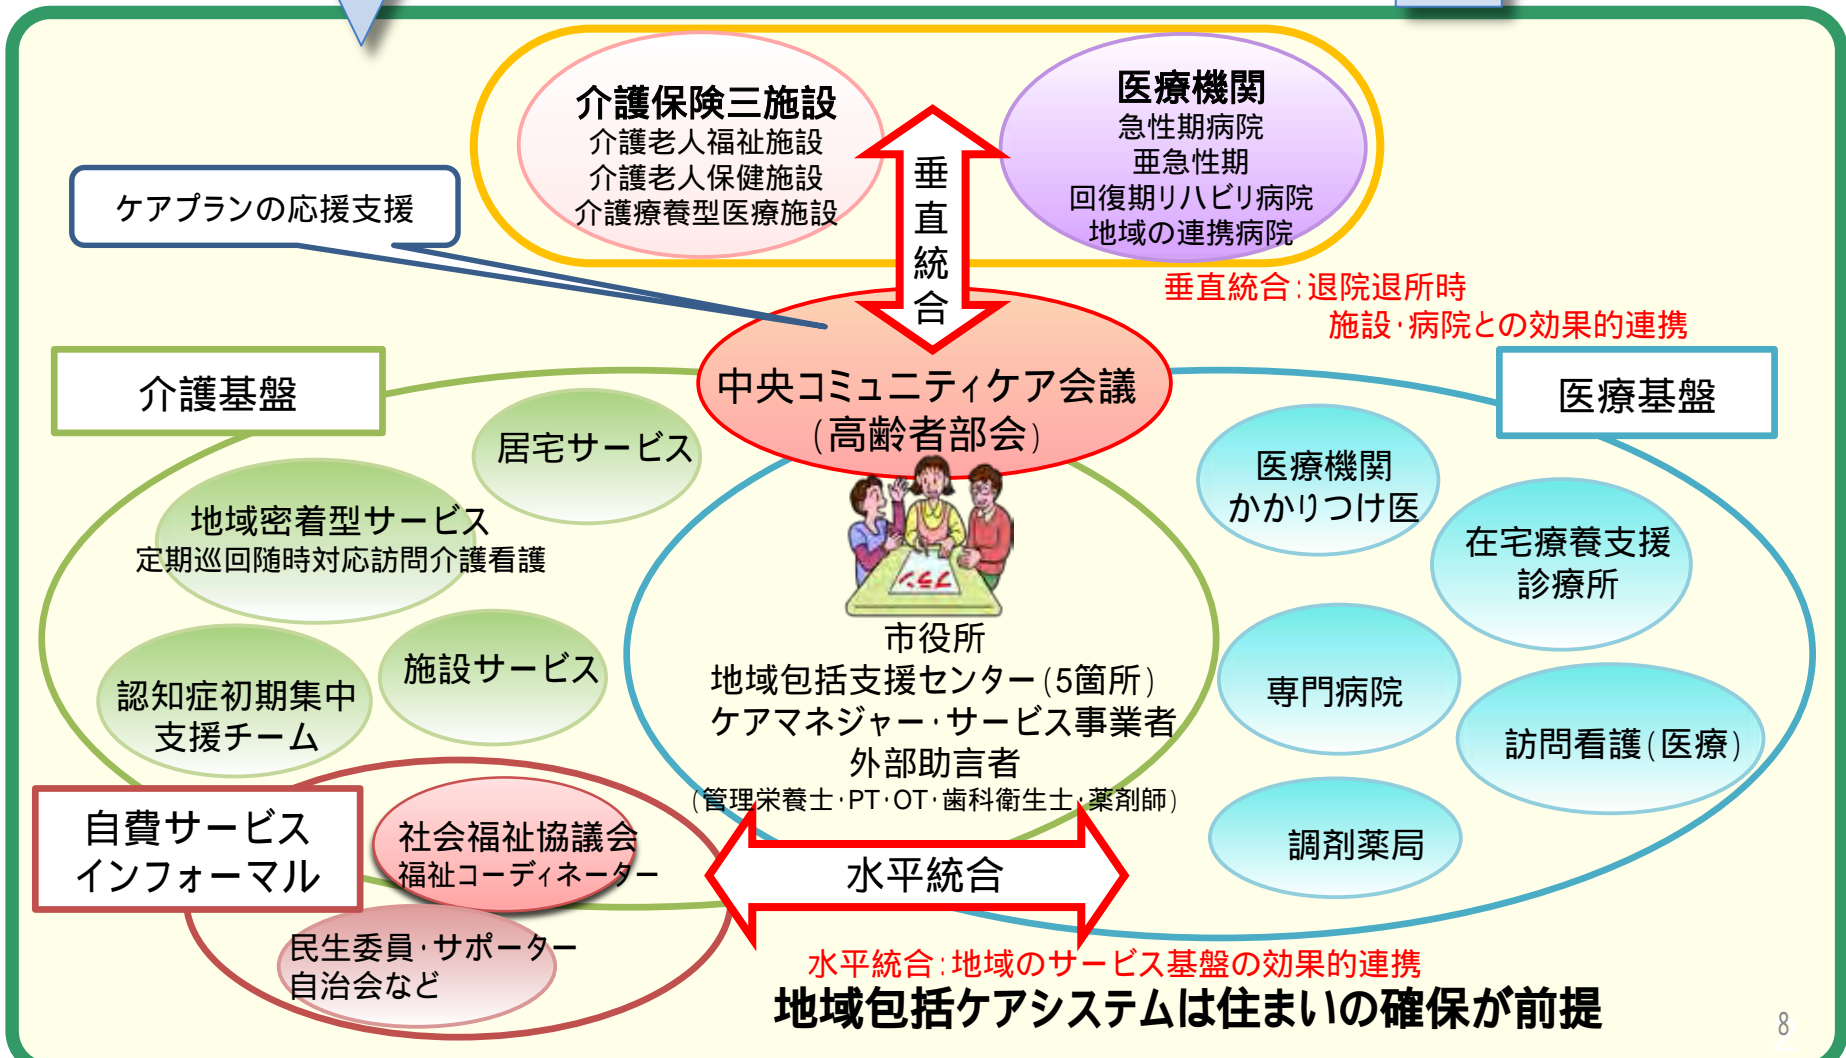 介護保険三施設
介護老人福祉施設
介護老人保健施設
介護療養型医療施設
医療機関
急性期病院
亜急性期
回復期リハビリ病院
地域の連携病院
ケアプランの応援支援
垂直統合
垂直統合:退院退所時
施設・病院との効果的連携
中央コミュニティケア会議
(高齢者部会)
介護基盤
居宅サービス
地域密着型サービス
定期巡回随時対応訪問介護看護
施設サービス
認知症初期集中
支援チーム
医療基盤
医療機関
かかりつけ医
在宅療養支援
診療所
専門病院
訪問看護(医療)
調剤薬局
プラン
市役所
地域包括支援センター(5箇所)
ケアマネジャー・サービス事業者
外部助言者
(管理栄養士・PT・OT・歯科衛生士・薬剤師)
自費サービス
インフォーマル
社会福祉協議会
福祉コーディネーター
民生委員・サポーター
自治会など
水平統合
水平統合:地域のサービス基盤の効果的連携
地域包括ケアシステムは住まいの確保が前提
8